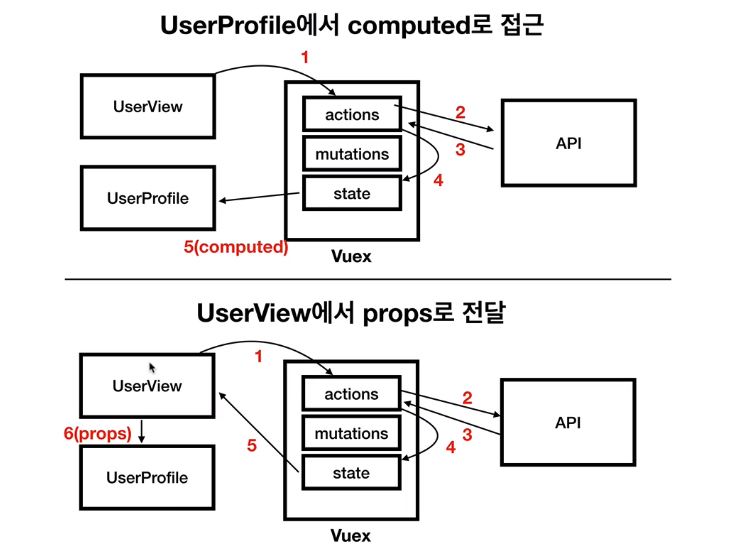 UserProfile에서 computed로 접근
1
UserView
actions
2
3
API
mutations
4
UserProfile
state
5(computed)
Vuex
UserView에서 props로 전달
1
UserView
actions
2
3
API
6(props)
5
mutations
4
UserProfile
state
Vuex